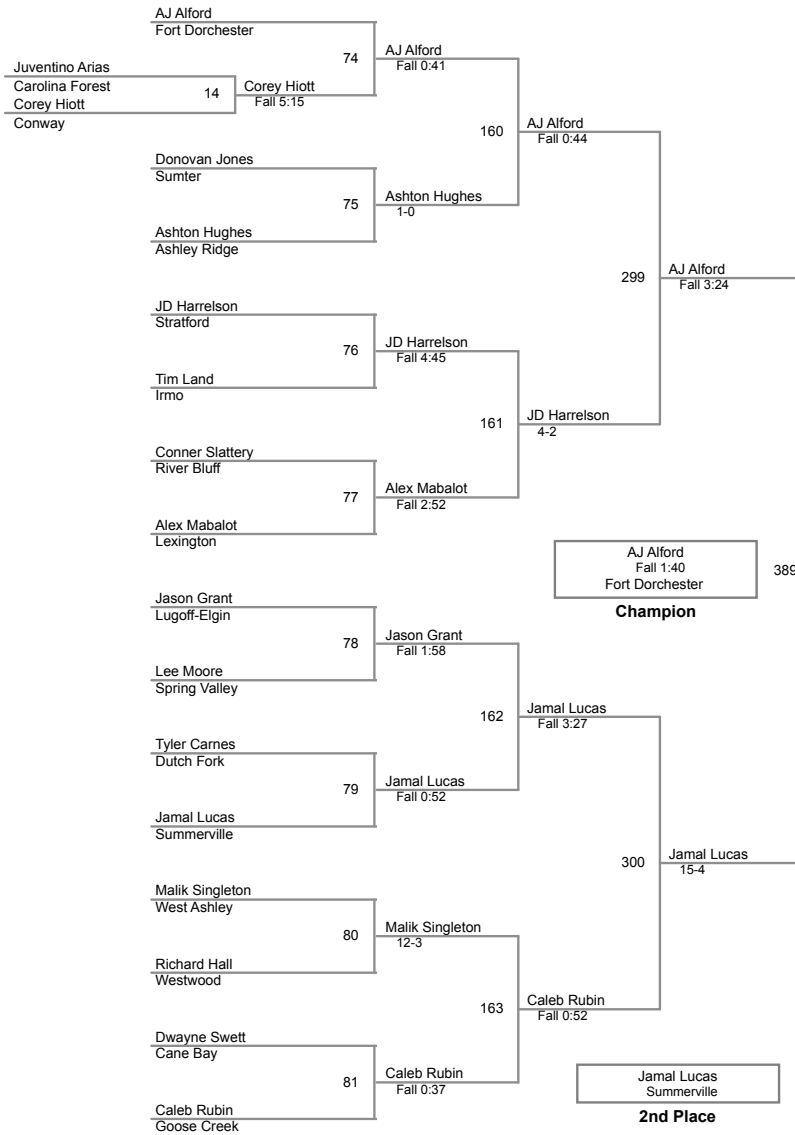 AJ Alford
Fort Dorchester
74
AJ Alford
Fall 0:41
Juventino Arias
Carolina Forest
14
Corey Hiott
Fall 5:15
Corey Hiott
Conway
160
AJ Alford
Fall 0:44
Donovan Jones
Sumter
75
Ashton Hughes
1-0
Ashton Hughes
Ashley Ridge
299
AJ Alford
Fall 3:24
JD Harrelson
Stratford
76
JD Harrelson
Fall 4:45
Tim Land
Irmo
161
JD Harrelson
4-2
Conner Slattery
River Bluff
77
Alex Mabalot
Fall 2:52
Alex Mabalot
Lexington
AJ Alford
Fall 1:40
Fort Dorchester
389
Champion
Jason Grant
Lugoff-Elgin
78
Jason Grant
Fall 1:58
Lee Moore
Spring Valley
162
Jamal Lucas
Fall 3:27
Tyler Carnes
Dutch Fork
79
Jamal Lucas
Fall 0:52
Jamal Lucas
Summerville
300
Jamal Lucas
15-4
Malik Singleton
West Ashley
80
Malik Singleton
12-3
Richard Hall
Westwood
163
Caleb Rubin
Fall 0:52
Dwayne Swett
Cane Bay
81
Caleb Rubin
Fall 0:37
Caleb Rubin
Goose Creek
Jamal Lucas
Summerville
2nd Place